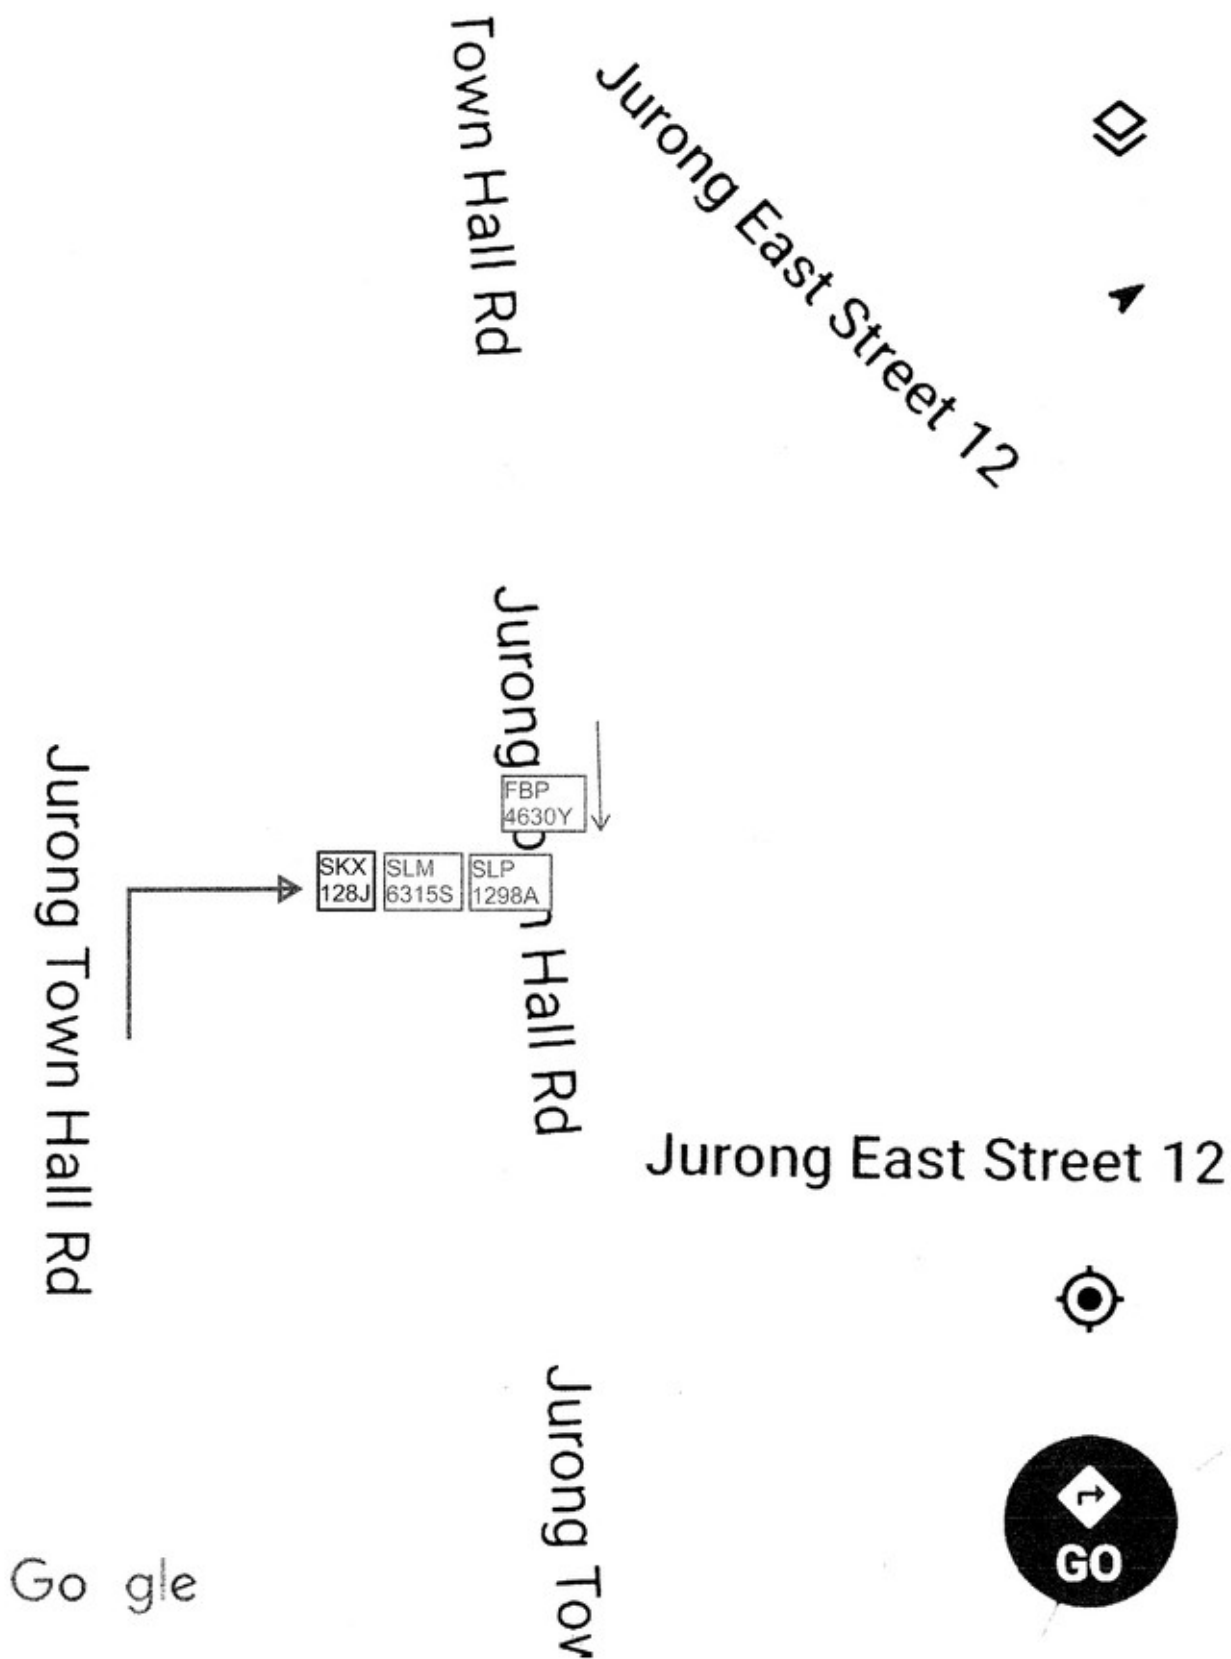 Town Hall Rd
Jurong East Street 12
Jurong
FBP
4630Y
SKX
128J
SLM
6315S
SLP
1298A
Hall Rd
Jurong Town Hall Rd
Jurong East Street 12
Jurong Tow
GO
Go gle